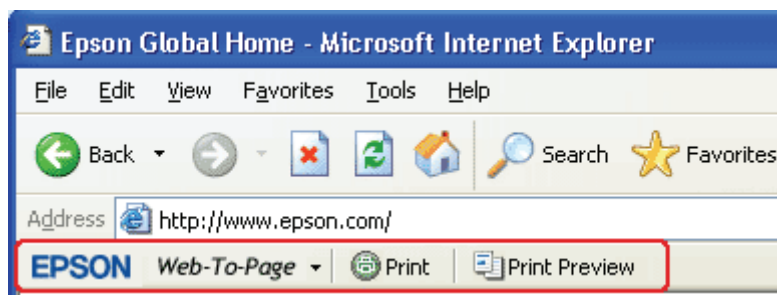 Epson Global Home - Microsoft Internet Explorer
File Edit View Favorites Tools Help
Back Search Favorites
Address http://www.epson.com/
EPSON Web-To-Page Print Print Preview